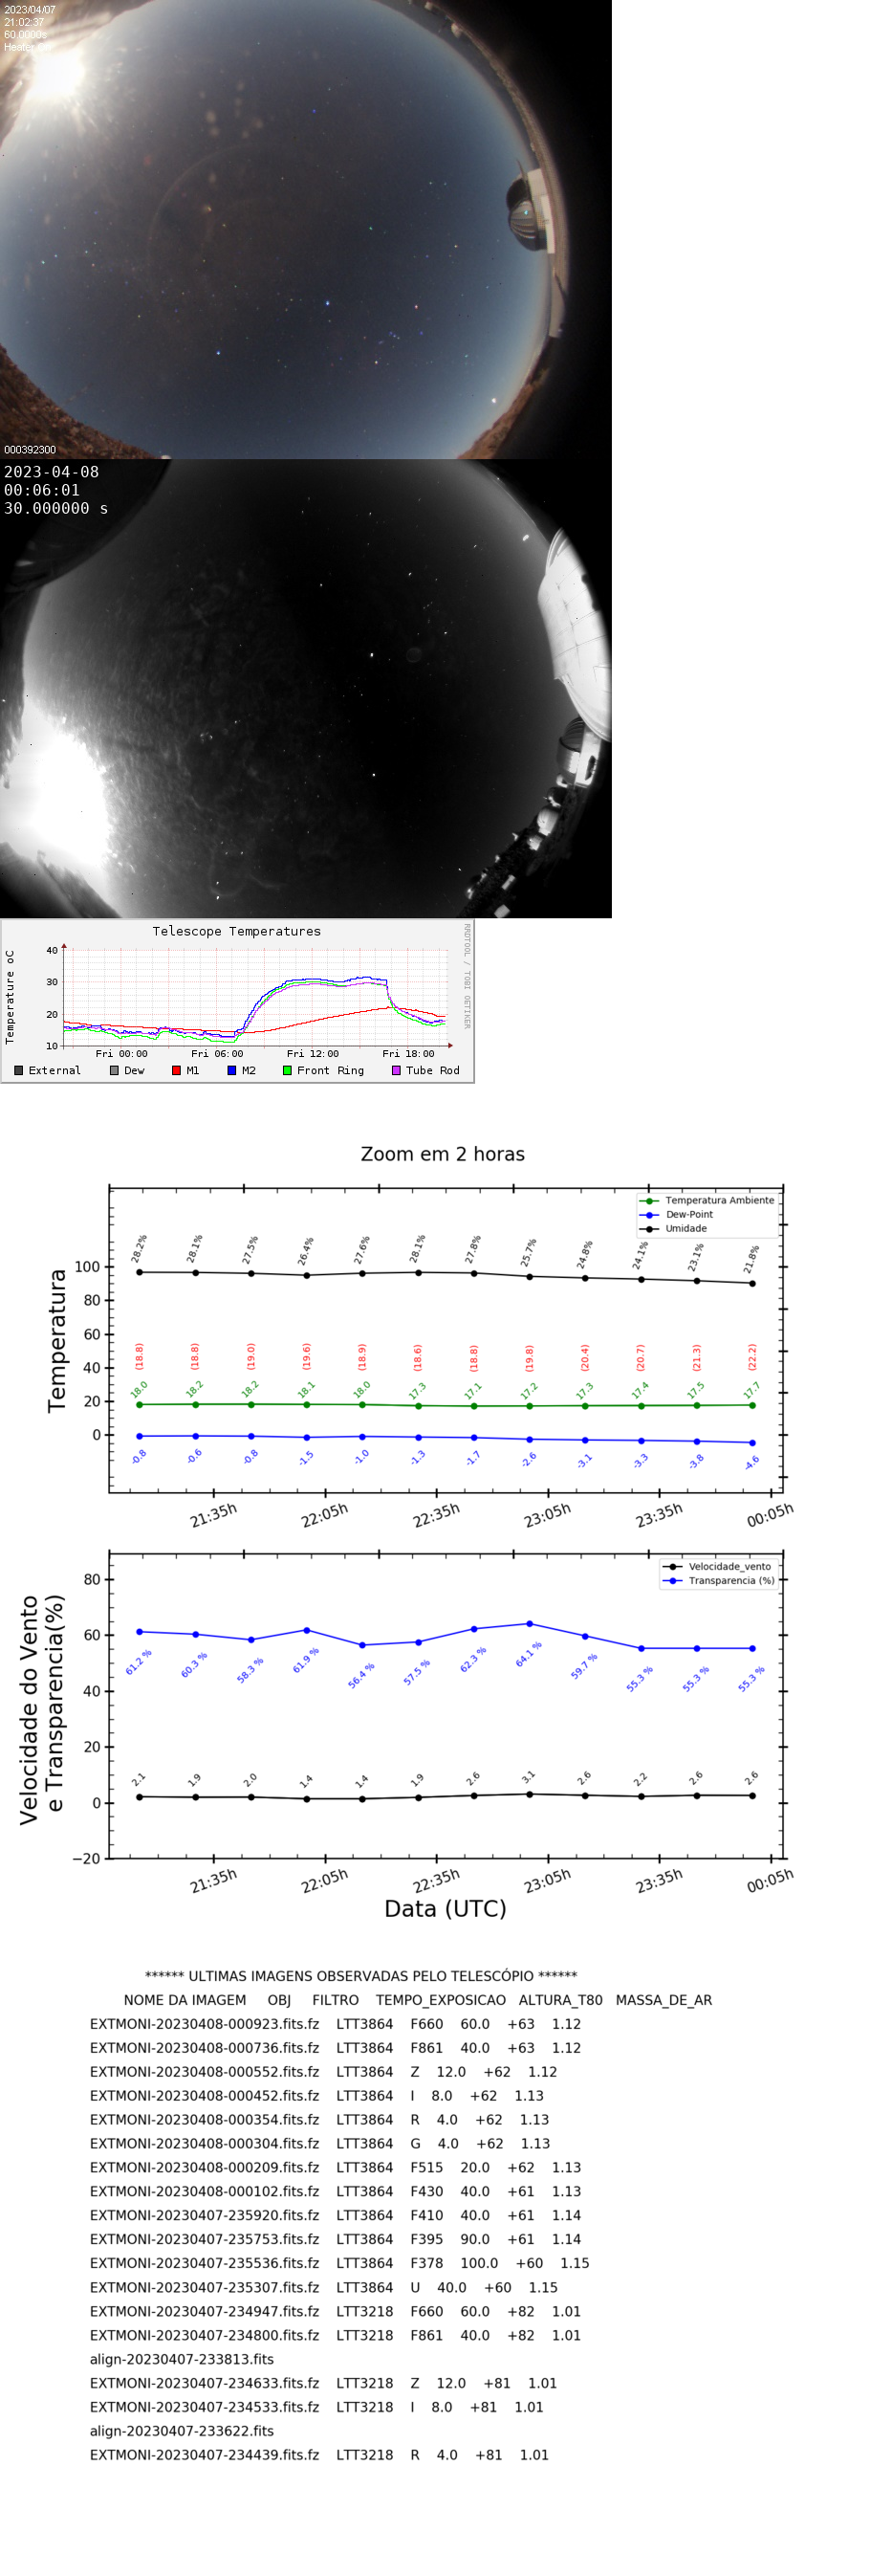 2023/04/07
21:02:37
60.0000s
Heater
000392300
2023-04-08
00:06:01
30.000000 s
Telescope Temperatures
RRDTOOL / TOBI OETIKER
Temperature oC
40
30
20
10
Fri 00:00 Fri 06:00 Fri 12:00 Fri 18:00
External Dew M1 M2 Front Ring Tube Rod
Zoom em 2 horas
Temperatura Ambiente
Dew-Point
Umidade
Temperatura
100
80
60
40
20
0
28.2% 28.1% 27.5% 26.4% 27.6% 28.1% 27.8% 25.7% 24.8% 24.1% 23.1% 21.8%
(18.8) (18.8) (19.0) (19.6) (18.9) (18.6) (18.8) (19.8) (20.4) (20.7) (21.3) (22.2)
18.0 18.2 18.2 18.1 18.0 17.3 17.1 17.2 17.3 17.4 17.5 17.7
-0.8 -0.6 -0.8 -1.5 -1.0 -1.3 -1.7 -2.6 -3.1 -3.3 -3.8 -4.6
21:35h 22:05h 22:35h 23:05h 23:35h 00:05h
Velocidade_vento
Transparencia (%)
Velocidade do Vento
e Transparencia(%)
80
60
40
20
0
−20
61.2 % 60.3 % 58.3 % 61.9 % 56.4 % 57.5 % 62.3 % 64.1 % 59.7 % 55.3 % 55.3 % 55.3 %
2.1 1.9 2.0 1.4 1.4 1.9 2.6 3.1 2.6 2.2 2.6 2.6
21:35h 22:05h 22:35h 23:05h 23:35h 00:05h
Data (UTC)
****** ULTIMAS IMAGENS OBSERVADAS PELO TELESCÓPIO ******
NOME DA IMAGEM OBJ FILTRO TEMPO_EXPOSICAO ALTURA_T80 MASSA_DE_AR
EXTMONI-20230408-000923.fits.fz LTT3864 F660 60.0 +63 1.12
EXTMONI-20230408-000736.fits.fz LTT3864 F861 40.0 +63 1.12
EXTMONI-20230408-000552.fits.fz LTT3864 Z 12.0 +62 1.12
EXTMONI-20230408-000452.fits.fz LTT3864 I 8.0 +62 1.13
EXTMONI-20230408-000354.fits.fz LTT3864 R 4.0 +62 1.13
EXTMONI-20230408-000304.fits.fz LTT3864 G 4.0 +62 1.13
EXTMONI-20230408-000209.fits.fz LTT3864 F515 20.0 +62 1.13
EXTMONI-20230408-000102.fits.fz LTT3864 F430 40.0 +61 1.13
EXTMONI-20230407-235920.fits.fz LTT3864 F410 40.0 +61 1.14
EXTMONI-20230407-235753.fits.fz LTT3864 F395 90.0 +61 1.14
EXTMONI-20230407-235536.fits.fz LTT3864 F378 100.0 +60 1.15
EXTMONI-20230407-235307.fits.fz LTT3864 U 40.0 +60 1.15
EXTMONI-20230407-234947.fits.fz LTT3218 F660 60.0 +82 1.01
EXTMONI-20230407-234800.fits.fz LTT3218 F861 40.0 +82 1.01
align-20230407-233813.fits
EXTMONI-20230407-234633.fits.fz LTT3218 Z 12.0 +81 1.01
EXTMONI-20230407-234533.fits.fz LTT3218 I 8.0 +81 1.01
align-20230407-233622.fits
EXTMONI-20230407-234439.fits.fz LTT3218 R 4.0 +81 1.01